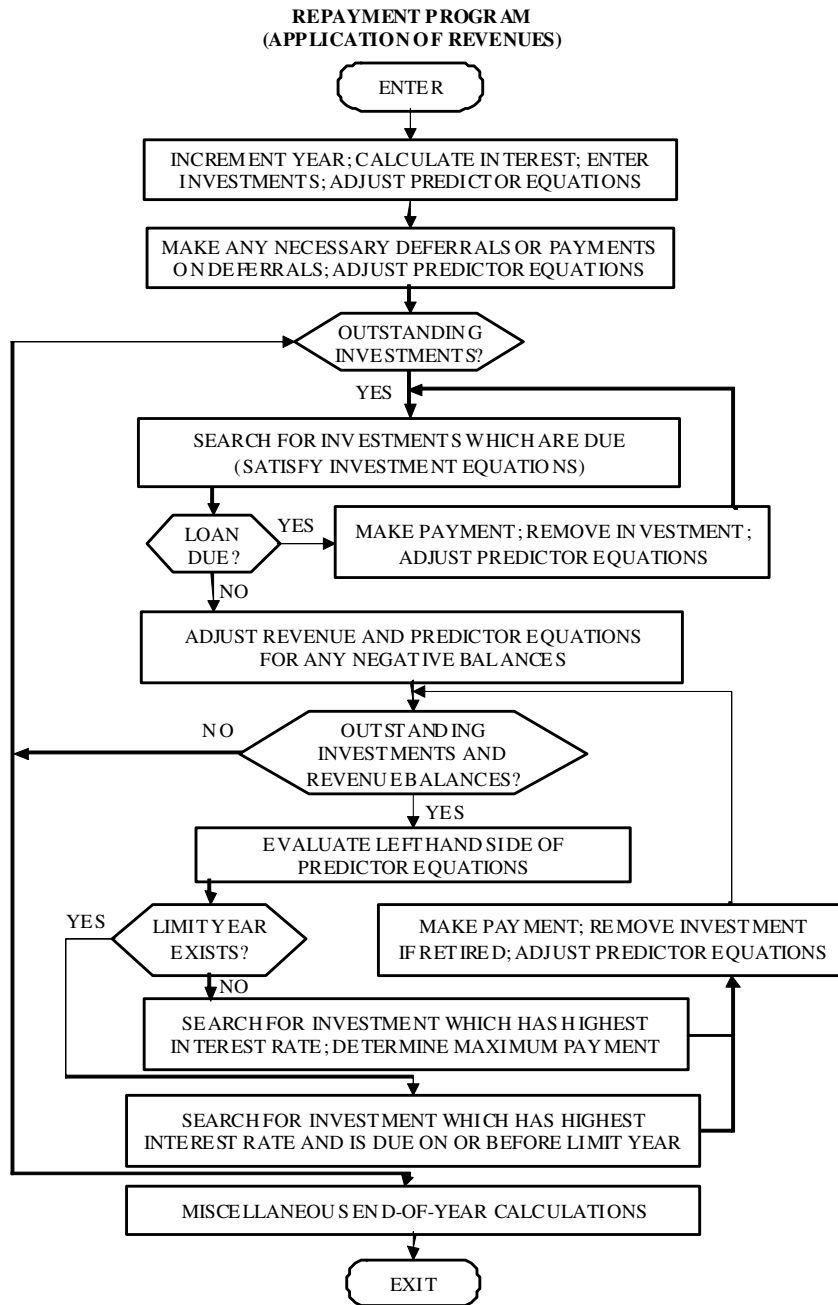 REPAYMENT PROGRAM
(APPLICATION OF REVENUES)
ENTER
INCREMENT YEAR; CALCULATE INTEREST; ENTER
INVESTMENTS; ADJUST PREDICTOR EQUATIONS
MAKE ANY NECESSARY DEFERRALS OR PAYMENTS
ON DEFERRALS; ADJUST PREDICTOR EQUATIONS
OUTSTANDING
INVESTMENTS?
YES
SEARCH FOR INVESTMENTS WHICH ARE DUE
(SATISFY INVESTMENT EQUATIONS)
LOAN
DUE?
YES
MAKE PAYMENT; REMOVE INVESTMENT;
ADJUST PREDICTOR EQUATIONS
NO
ADJUST REVENUE AND PREDICTOR EQUATIONS
FOR ANY NEGATIVE BALANCES
NO
OUTSTANDING
INVESTMENTS AND
REVENUE BALANCES?
YES
EVALUATE LEFT HAND SIDE OF
PREDICTOR EQUATIONS
YES
LIMIT YEAR
EXISTS?
MAKE PAYMENT; REMOVE INVESTMENT
IF RETIRED; ADJUST PREDICTOR EQUATIONS
NO
SEARCH FOR INVESTMENT WHICH HAS HIGHEST
INTEREST RATE; DETERMINE MAXIMUM PAYMENT
SEARCH FOR INVESTMENT WHICH HAS HIGHEST
INTEREST RATE AND IS DUE ON OR BEFORE LIMIT YEAR
MISCELLANEOUS END-OF-YEAR CALCULATIONS
EXIT